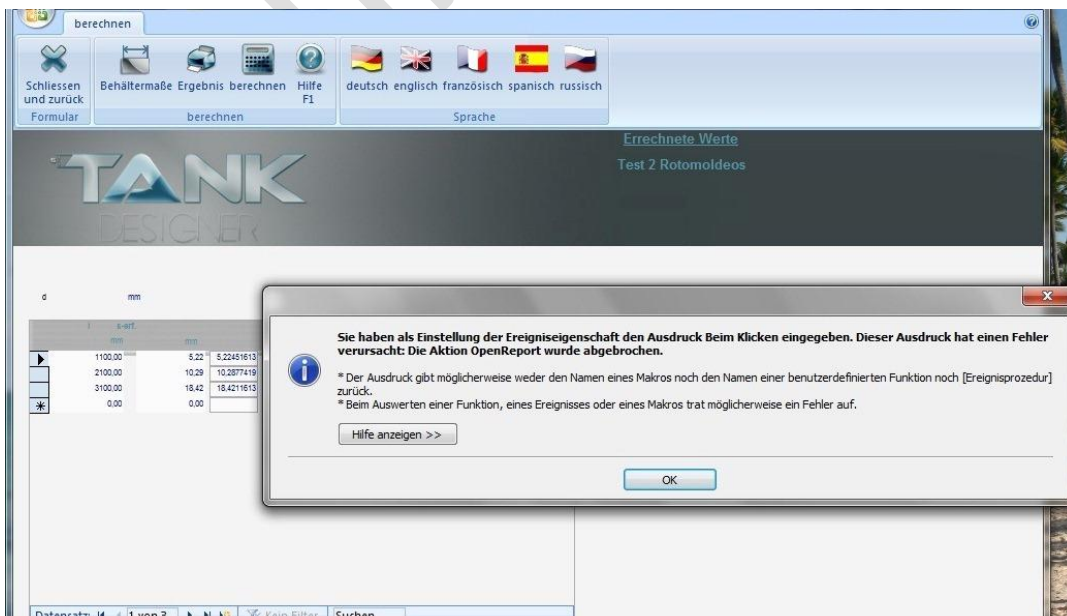 berechnen
Schliessen und zurück
Behältermaße
Ergebnis
berechnen
Hilfe F1
deutsch
englisch
französisch
spanisch
russisch
Formular
berechnen
Sprache
Errechnete Werte
Test 2 Rotomoldeos
TANK
DESIGNER
d mm
l s-erf.
mm mm
1100,00 5,22 5,22451613
2100,00 10,29 10,2877419
3100,00 18,42 18,4211613
0,00 0,00
Sie haben als Einstellung der Ereigniseigenschaft den Ausdruck Beim Klicken eingegeben. Dieser Ausdruck hat einen Fehler
verursacht: Die Aktion OpenReport wurde abgebrochen.
* Der Ausdruck gibt möglicherweise weder den Namen eines Makros noch den Namen einer benutzerdefinierten Funktion noch [Ereignisprozedur]
zurück.
* Beim Auswerten einer Funktion, eines Ereignisses oder eines Makros trat möglicherweise ein Fehler auf.
Hilfe anzeigen >>
OK
Datensatz: 1 von 3 Kein Filter Suchen